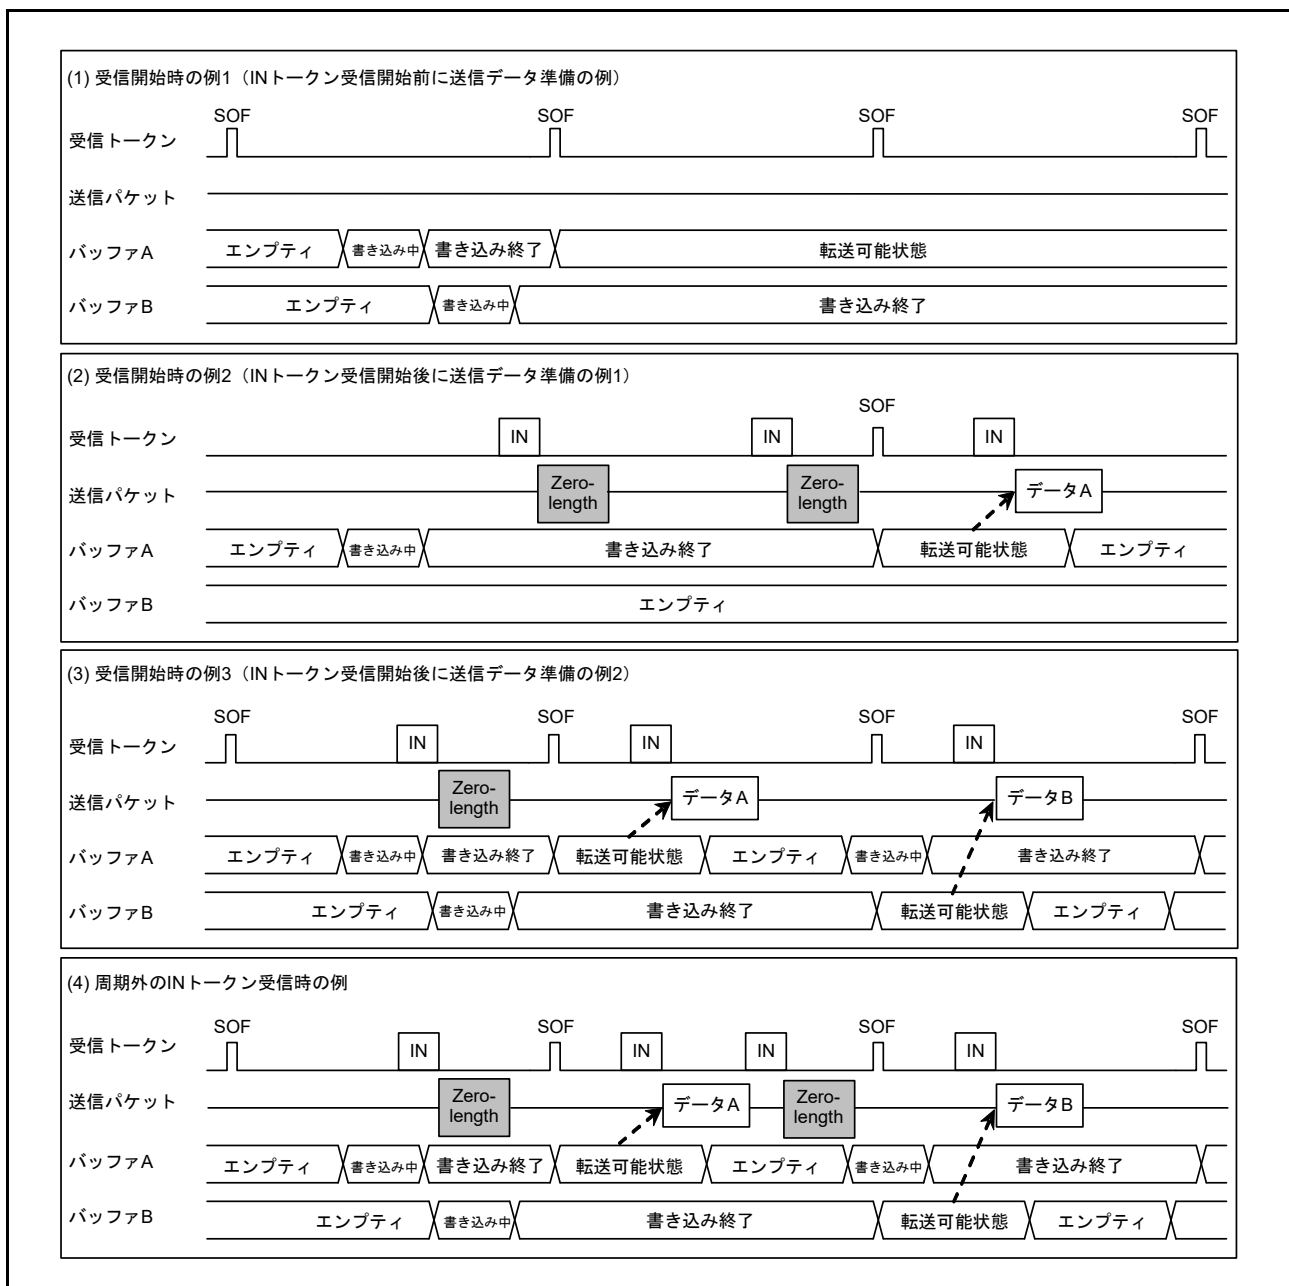 (1) 受信開始時の例1（INトークン受信開始前に送信データ準備の例）
SOF SOF SOF SOF
受信トークン
送信パケット
バッファA エンプティ 書き込み中 書き込み終了 転送可能状態
バッファB エンプティ 書き込み中 書き込み終了
(2) 受信開始時の例2（INトークン受信開始後に送信データ準備の例1）
SOF
受信トークン IN IN IN
送信パケット Zero-length Zero-length データA
バッファA エンプティ 書き込み中 書き込み終了 転送可能状態 エンプティ
バッファB エンプティ
(3) 受信開始時の例3（INトークン受信開始後に送信データ準備の例2）
SOF SOF SOF SOF
受信トークン IN IN IN
送信パケット Zero-length データA データB
バッファA エンプティ 書き込み中 書き込み終了 転送可能状態 エンプティ 書き込み中 書き込み終了
バッファB エンプティ 書き込み中 書き込み終了 転送可能状態 エンプティ
(4) 周期外のINトークン受信時の例
SOF SOF SOF SOF
受信トークン IN IN IN IN
送信パケット Zero-length データA Zero-length データB
バッファA エンプティ 書き込み中 書き込み終了 転送可能状態 エンプティ 書き込み中 書き込み終了
バッファB エンプティ 書き込み中 書き込み終了 転送可能状態 エンプティ